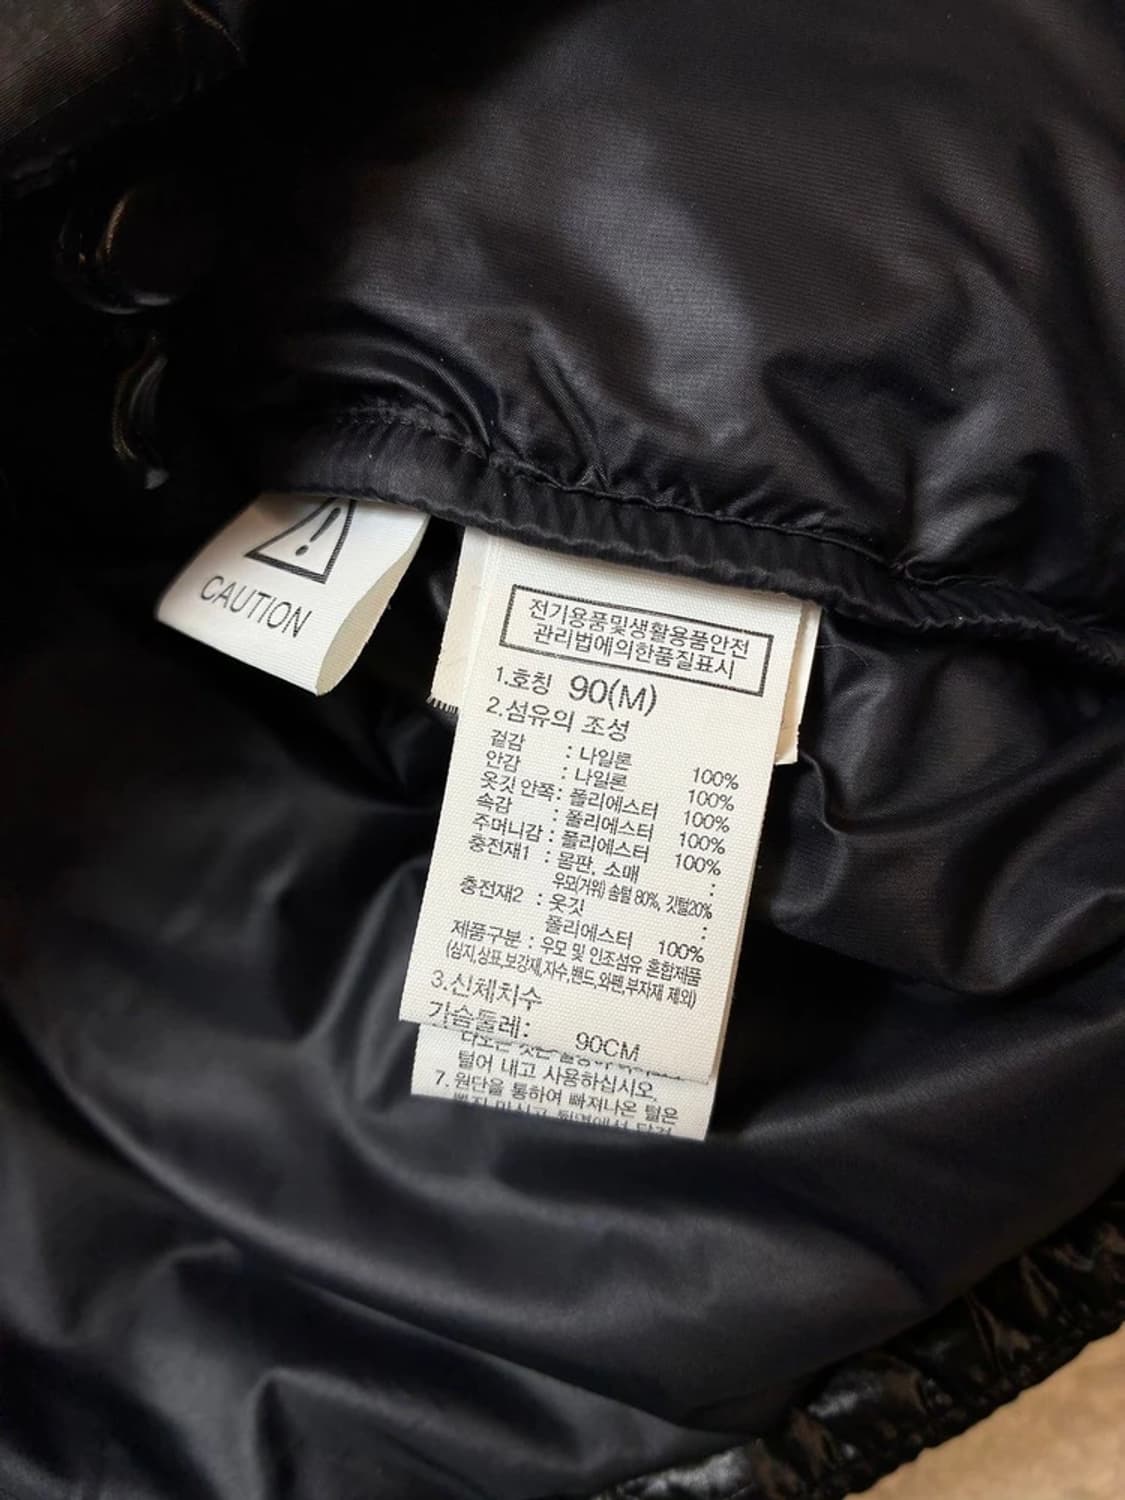 CAUTION
전기용품및생활용품안전
관리법에의한품질표시
1.호칭 90(M)
2.섬유의 조성
겉감 : 나일론 100%
안감 : 나일론 100%
옷깃 안쪽 : 폴리에스터 100%
속감 : 폴리에스터 100%
주머니감 : 폴리에스터 100%
충전재1 : 몸판, 소매 :
우모(거위) 솜털 80%, 깃털20%
충전재2 : 옷깃 :
폴리에스터 100%
제품구분 : 우모 및 인조섬유 혼합제품
(심지,상표,보강재,자수,밴드,와펜,부자재 제외)
3.신체치수
가슴둘레: 90CM
털어 내고 사용하십시오.
7. 원단을 통하여 빠져나온 털은